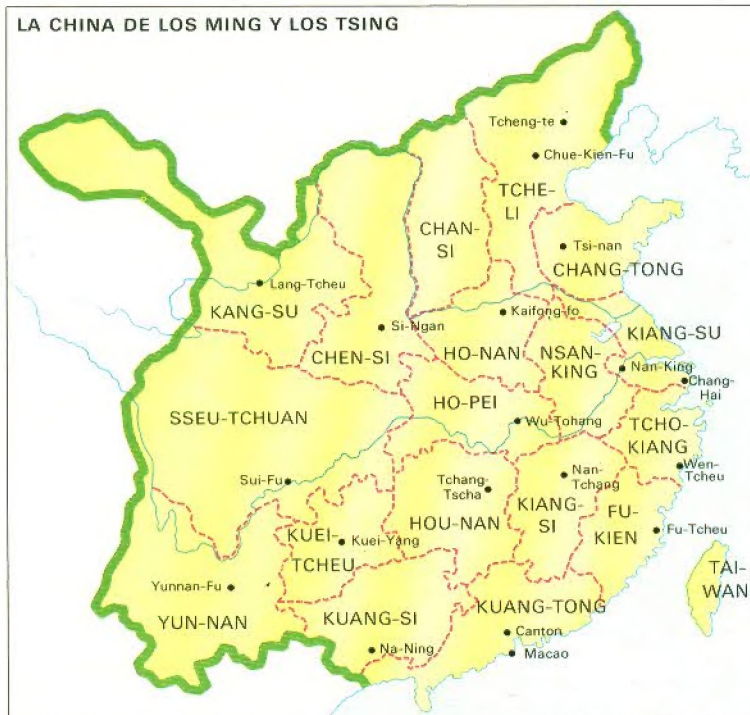 LA CHINA DE LOS MING Y LOS TSING
Tcheng-te
Chue-Kien-Fu
TCHE-
LI
CHAN-
SI
Tsi-nan
CHANG-TONG
Lang-Tcheu
KANG-SU
Si-Ngan
CHEN-SI
Kaifong-fo
HO-NAN
NSAN-
KING
KIANG-SU
Nan-King
Chang-
Hai
HO-PEI
SSEU-TCHUAN
Wu-Tohang
TCHO-
KIANG
Wen-
Tcheu
Sui-Fu
Tchang-
Tscha
HOU-NAN
Nan-
Tchang
KIANG-
SI
FU-
KIEN
Fu-Tcheu
KUEI-
TCHEU
Kuei-Yang
TAI-
WAN
Yunnan-Fu
YUN-NAN
KUANG-SI
KUANG-TONG
Na-Ning
Canton
Macao